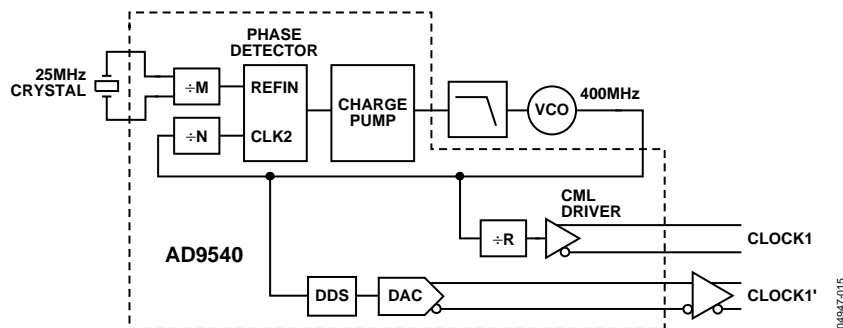 PHASE
DETECTOR
25MHz
CRYSTAL
÷M
REFIN
÷N
CLK2
CHARGE
PUMP
VCO
400MHz
CML
DRIVER
÷R
CLOCK1
AD9540
DDS
DAC
CLOCK1'
04947-015